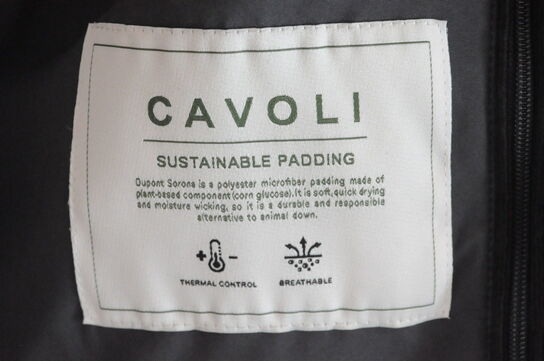 CAVOLI
SUSTAINABLE PADDING
Dupont Sorona is a polyester microfiber padding made of
plant-based component(corn glucose).It is soft,quick drying
and moisture wicking, so it is a durable and responsible
alternative to animal down.
+ -
THERMAL CONTROL BREATHABLE